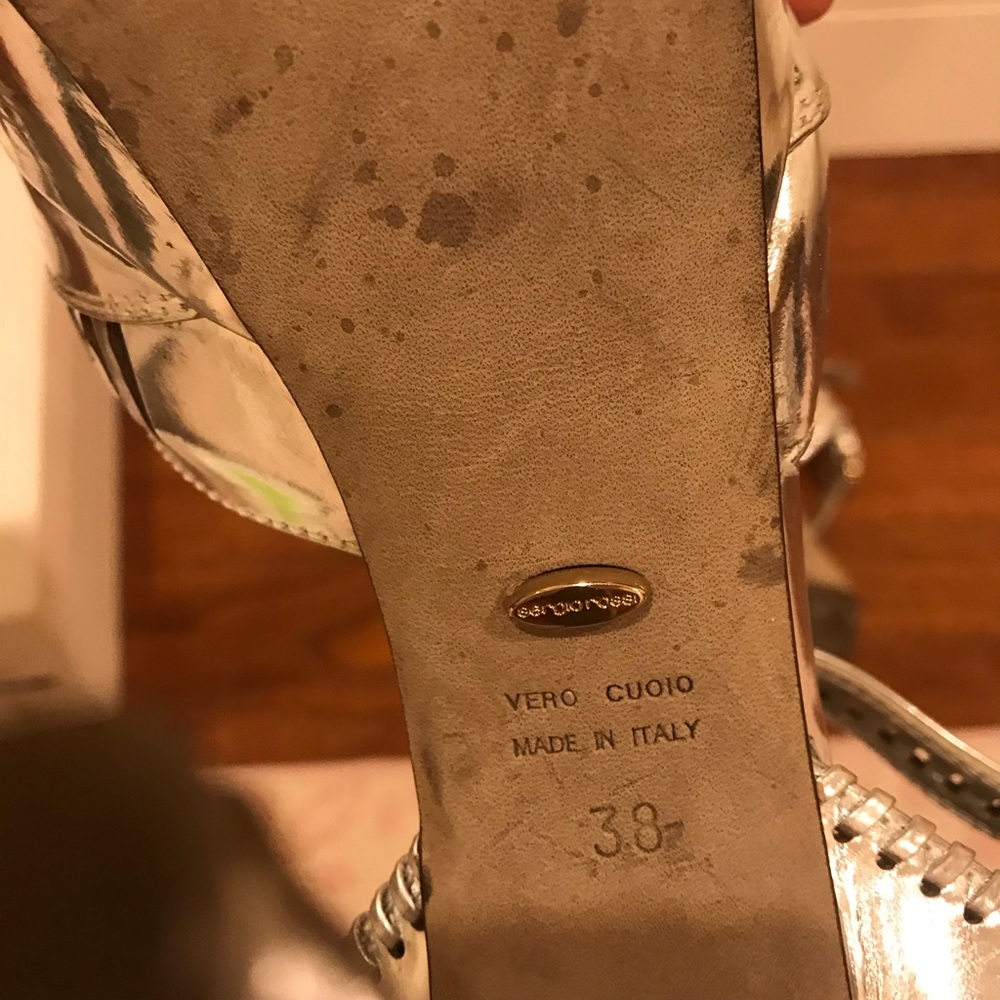 sergio rossi
VERO CUOIO
MADE IN ITALY
38